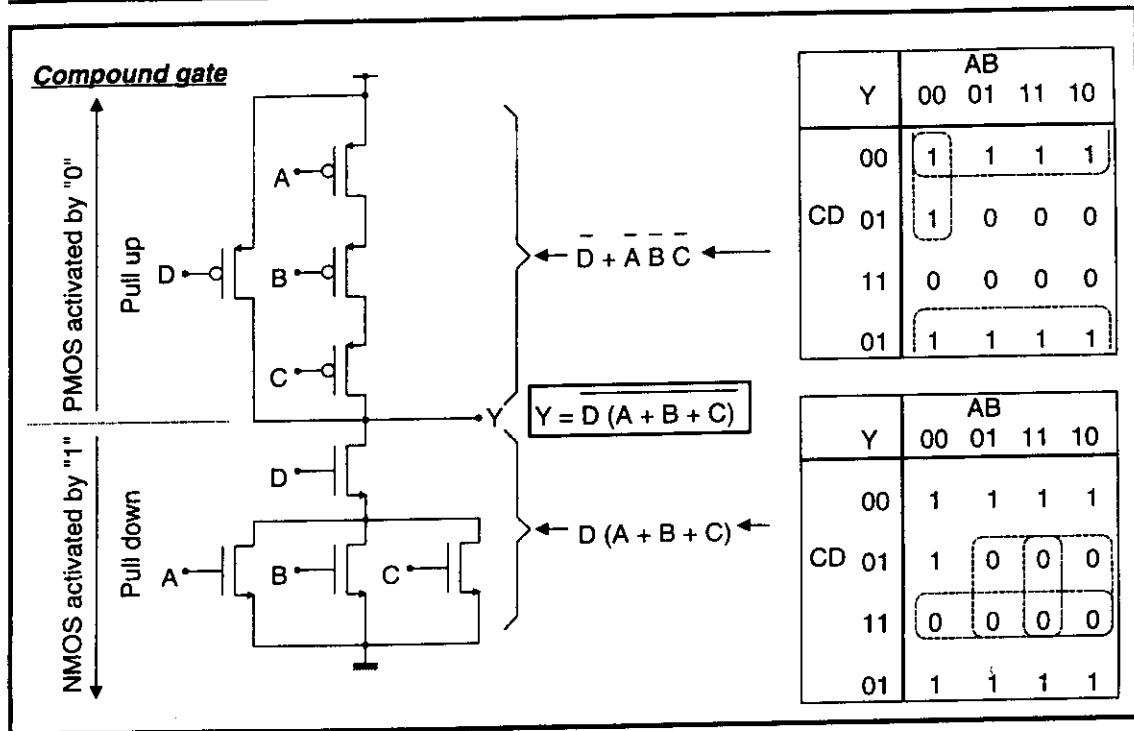 Compound gate
PMOS activated by "0"
Pull up
NMOS activated by "1"
Pull down
A
D
B
C
Y
D
A
B
C
D̅ + A̅ B̅ C̅
Y = \overline{D (A + B + C)}
D (A + B + C)
AB
Y 00 01 11 10
00 1 1 1 1
CD 01 1 0 0 0
11 0 0 0 0
01 1 1 1 1
AB
Y 00 01 11 10
00 1 1 1 1
CD 01 1 0 0 0
11 0 0 0 0
01 1 1 1 1